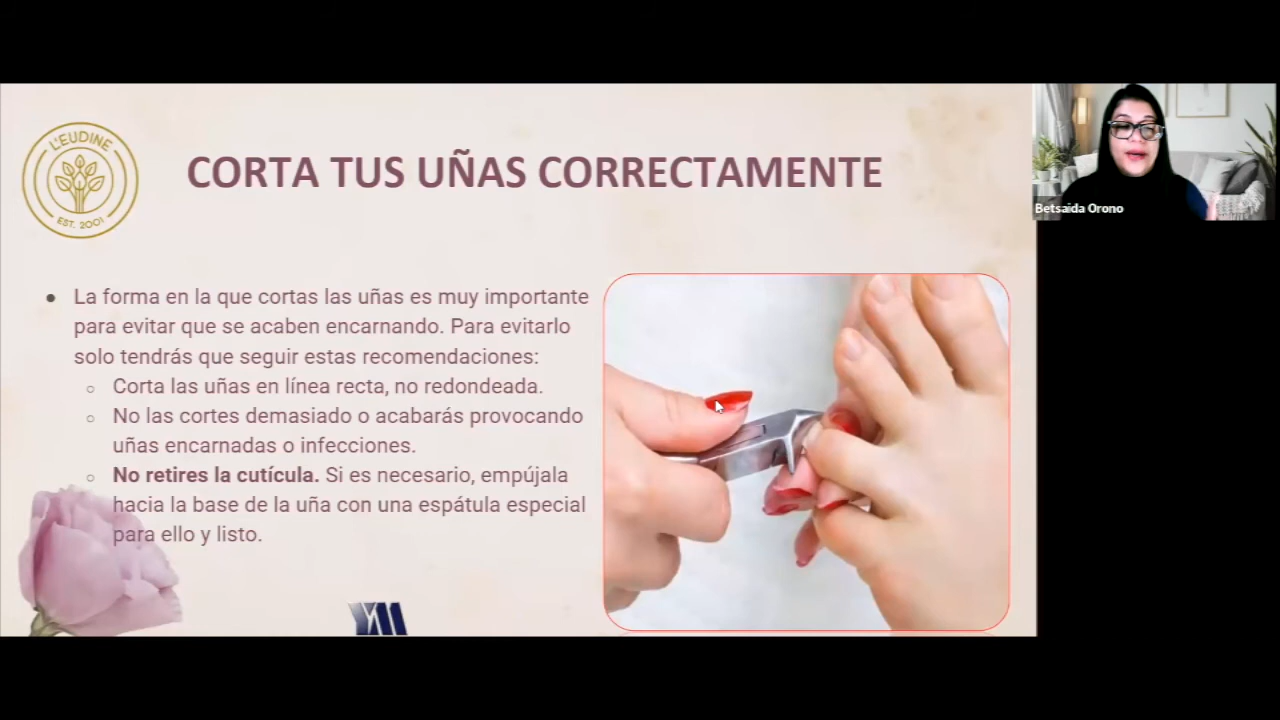 L'EUDINE
EST. 2001
CORTA TUS UÑAS CORRECTAMENTE
Betsaida Orono
La forma en la que cortas las uñas es muy importante
para evitar que se acaben encarnando. Para evitarlo
solo tendrás que seguir estas recomendaciones:
Corta las uñas en línea recta, no redondeada.
No las cortes demasiado o acabarás provocando
uñas encarnadas o infecciones.
No retires la cutícula. Si es necesario, empújala
hacia la base de la uña con una espátula especial
para ello y listo.